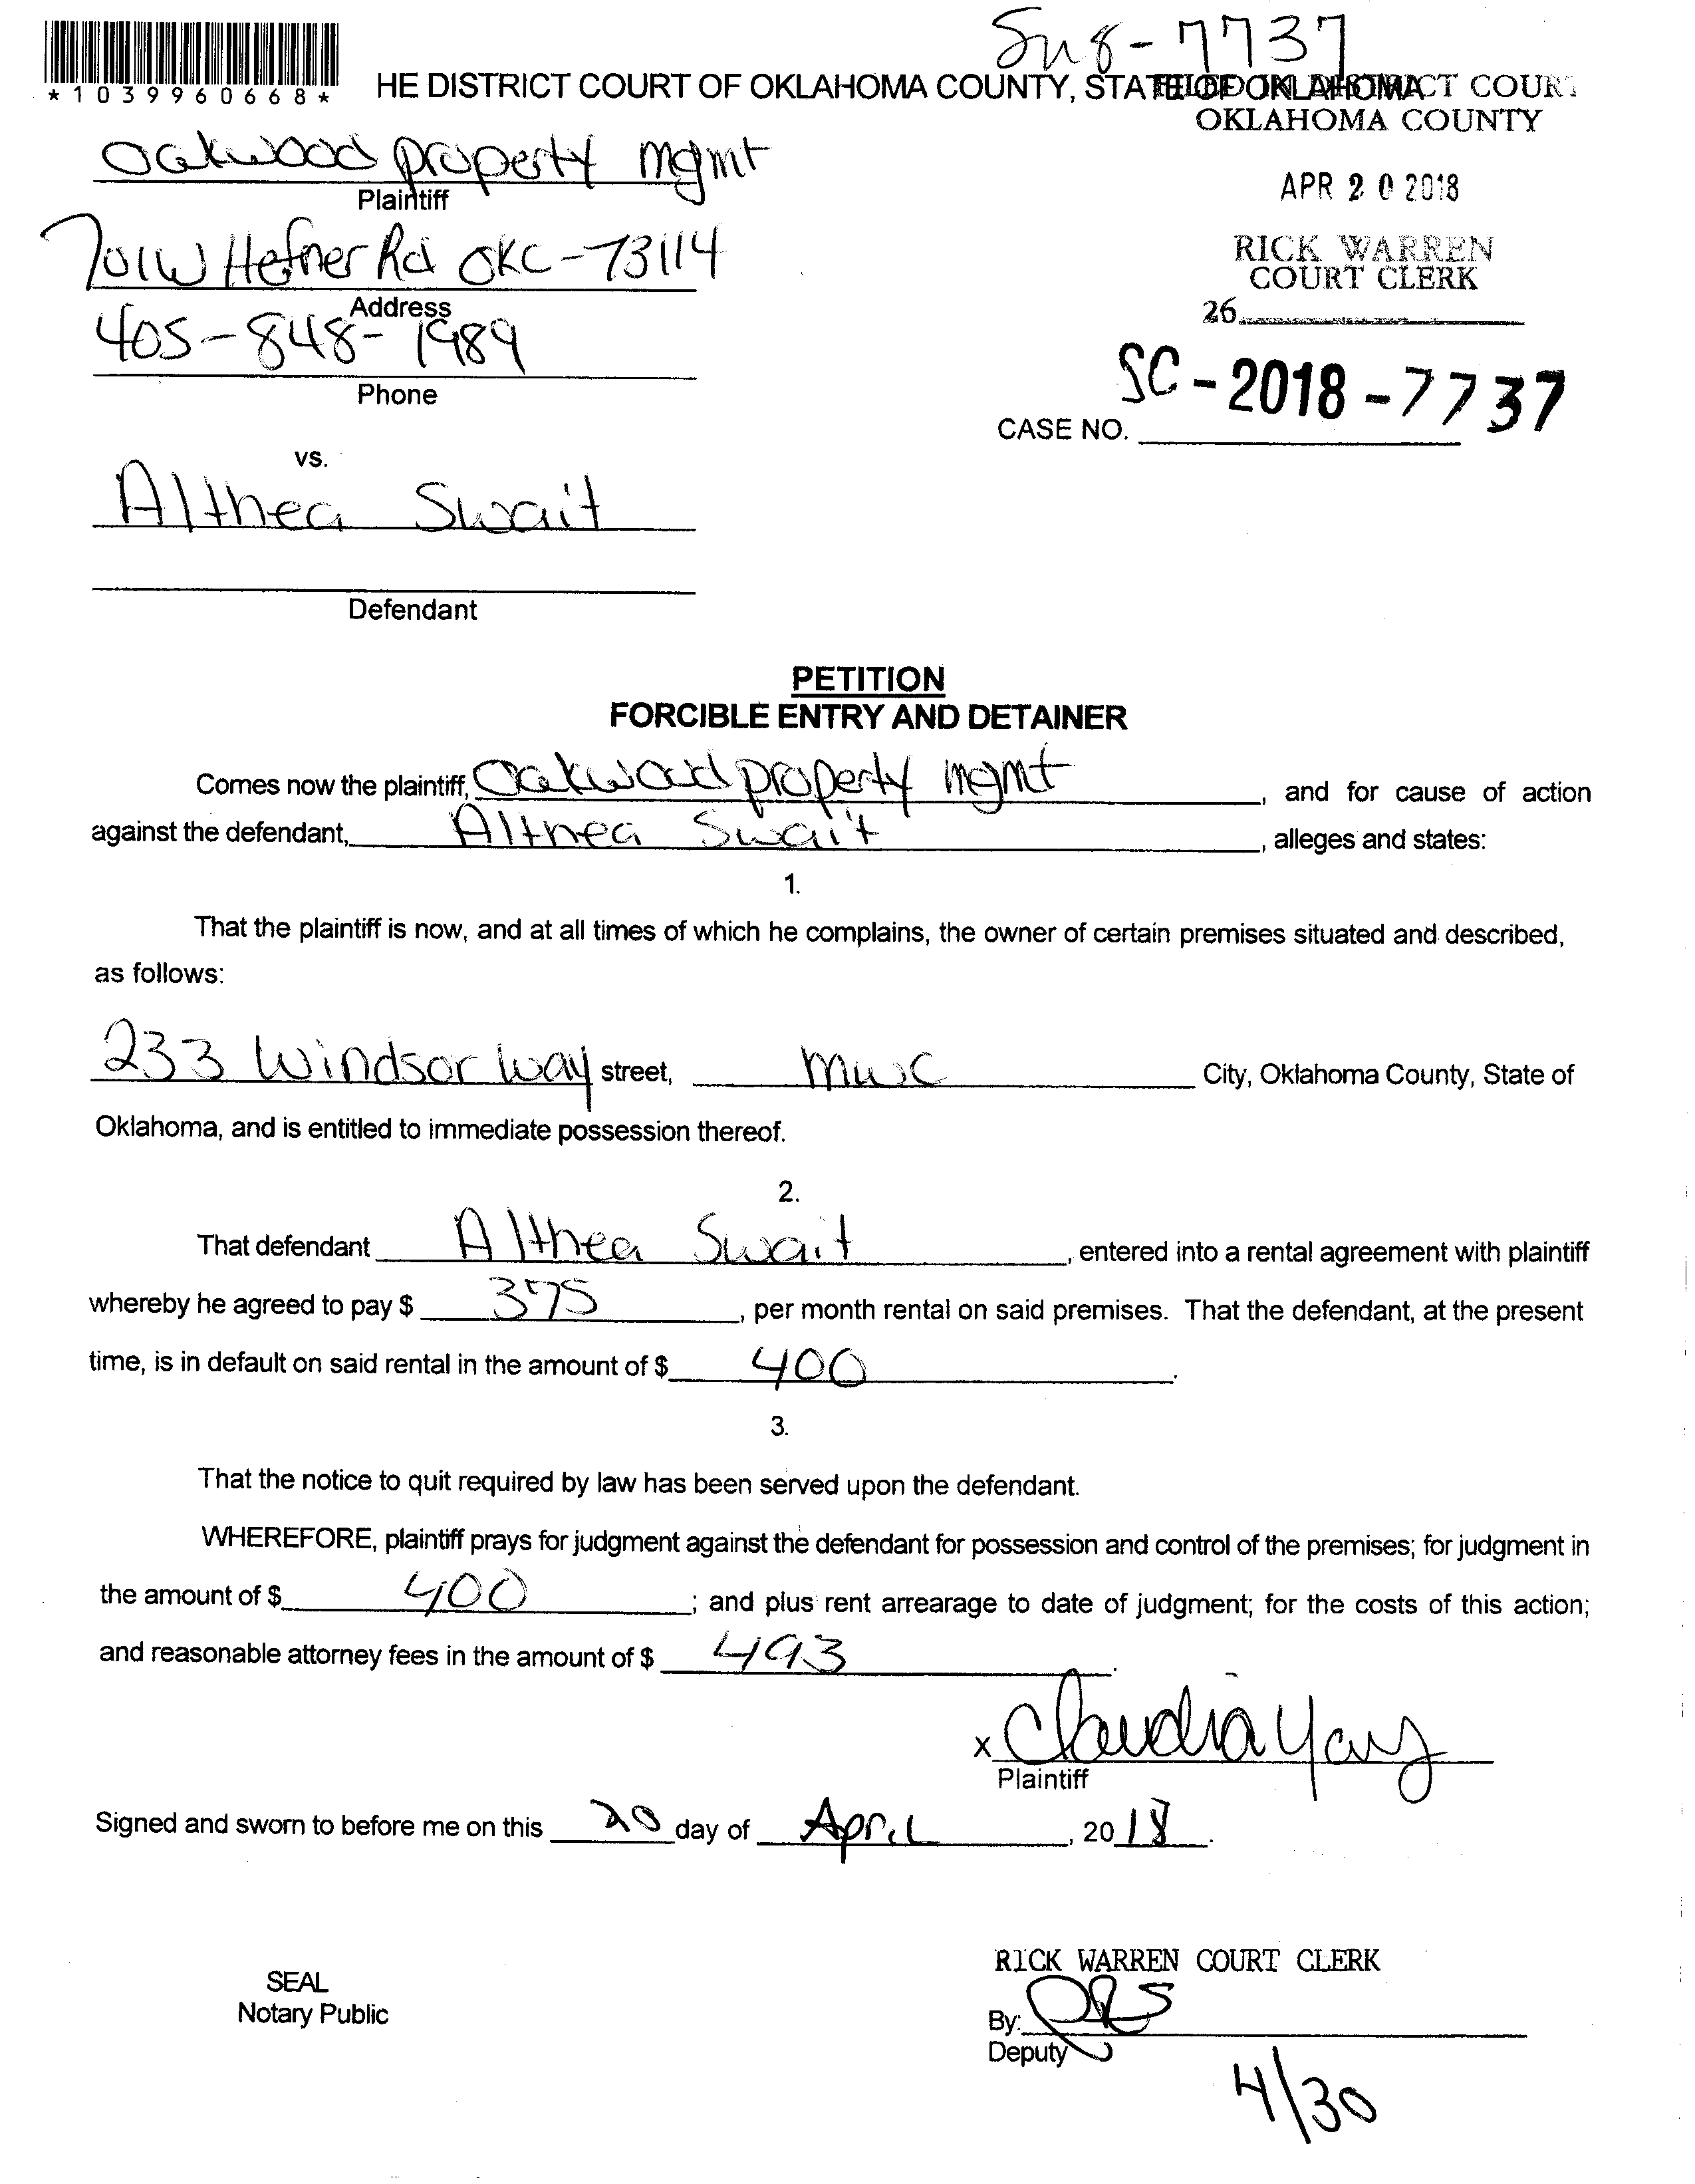 Sm8-7737
*1039960668*
HE DISTRICT COURT OF OKLAHOMA COUNTY, STATE OF OKLAHOMA
FILED IN DISTRICT COURT
OKLAHOMA COUNTY
Oakwood property mgmt
Plaintiff
APR 20 2018
701 W Hefner Rd OKC-73114
Address
RICK WARREN
COURT CLERK
405-848-1989
Phone
26
SC-2018-7737
CASE NO.
vs.
Althea Swait
Defendant
PETITION
FORCIBLE ENTRY AND DETAINER
Comes now the plaintiff, Oakwood property mgmt, and for cause of action
against the defendant, Althea Swait, alleges and states:
1.
That the plaintiff is now, and at all times of which he complains, the owner of certain premises situated and described,
as follows:
233 Windsor way street, mwc City, Oklahoma County, State of
Oklahoma, and is entitled to immediate possession thereof.
2.
That defendant Althea Swait, entered into a rental agreement with plaintiff
whereby he agreed to pay $ 375, per month rental on said premises. That the defendant, at the present
time, is in default on said rental in the amount of $ 400.
3.
That the notice to quit required by law has been served upon the defendant.
WHEREFORE, plaintiff prays for judgment against the defendant for possession and control of the premises; for judgment in
the amount of $ 400; and plus rent arrearage to date of judgment; for the costs of this action;
and reasonable attorney fees in the amount of $ 493.
x Claudia
Plaintiff
Signed and sworn to before me on this 20 day of April, 2018.
SEAL
Notary Public
RICK WARREN COURT CLERK
By:
Deputy
4/30